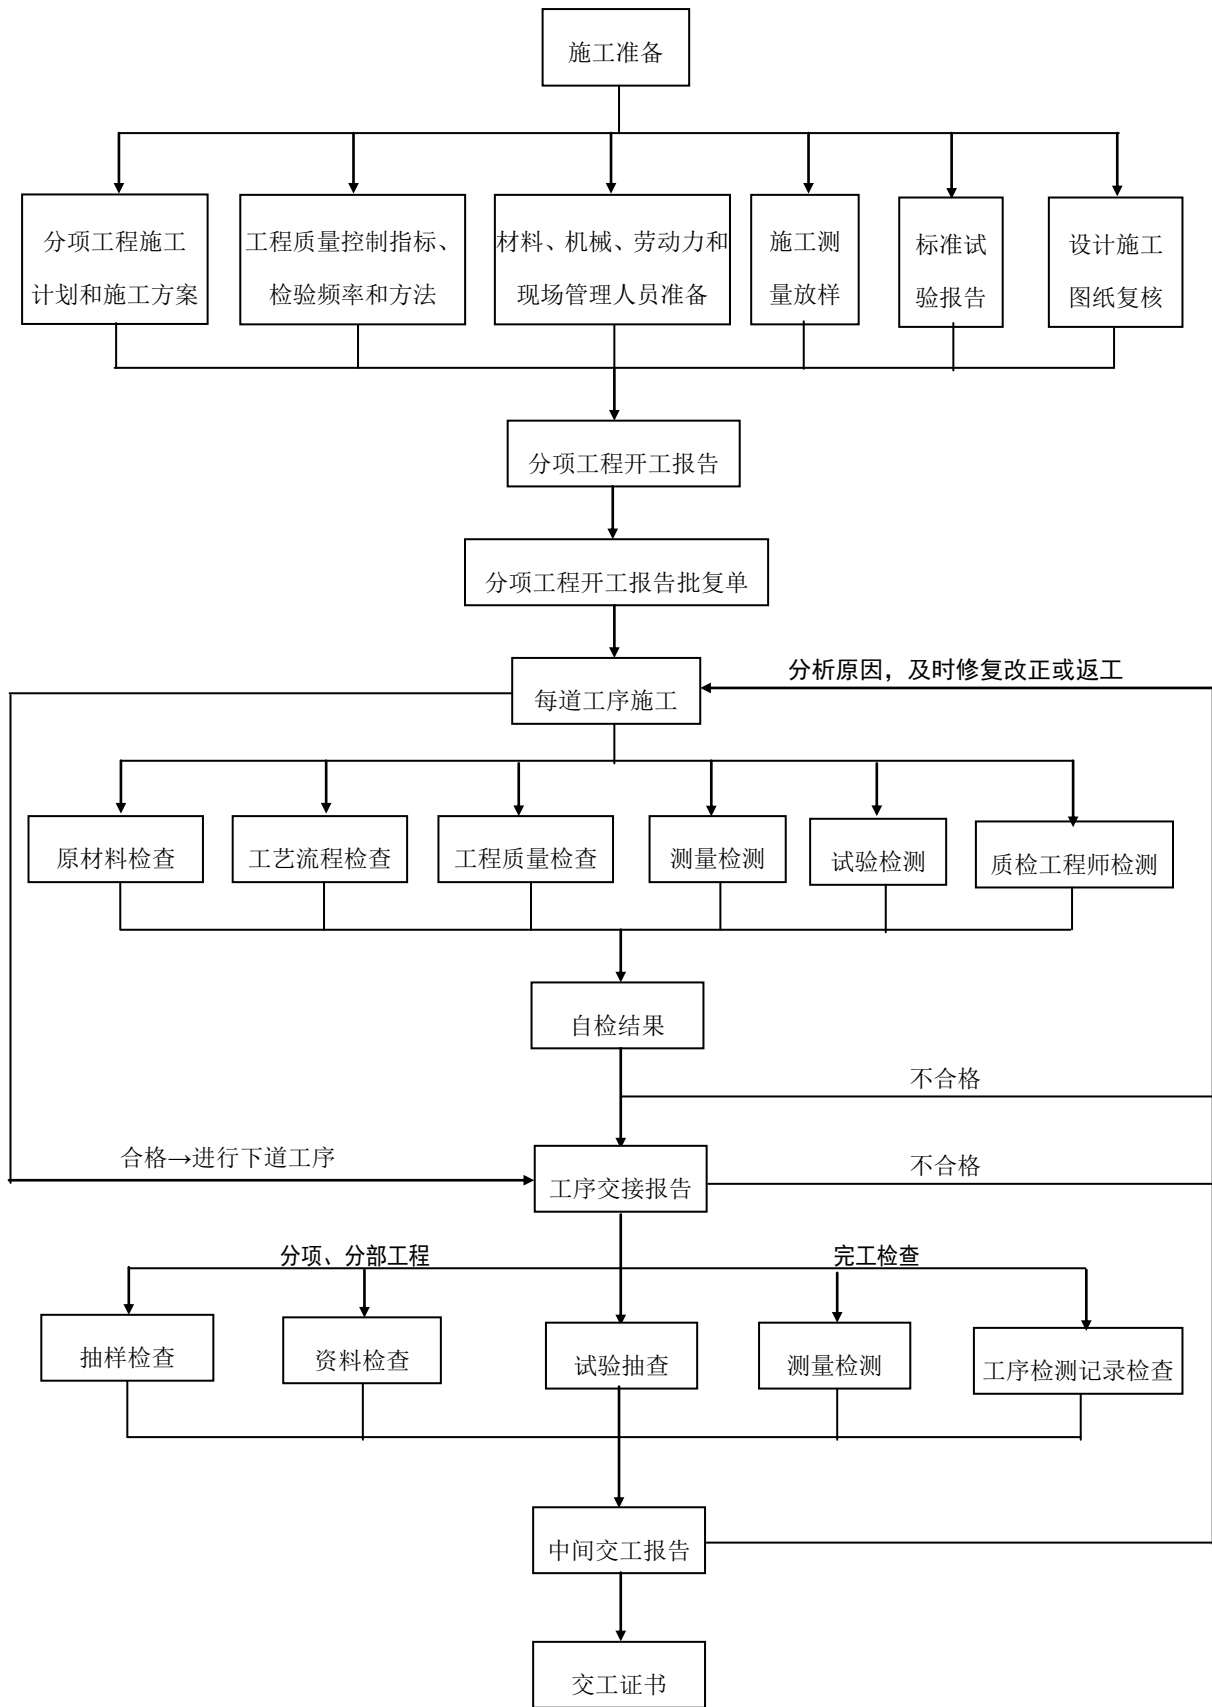 施工准备
分项工程施工
计划和施工方案
工程质量控制指标、
检验频率和方法
材料、机械、劳动力和
现场管理人员准备
施工测
量放样
标准试
验报告
设计施工
图纸复核
分项工程开工报告
分项工程开工报告批复单
分析原因，及时修复改正或返工
每道工序施工
原材料检查
工艺流程检查
工程质量检查
测量检测
试验检测
质检工程师检测
自检结果
不合格
合格→进行下道工序
工序交接报告
不合格
分项、分部工程
完工检查
抽样检查
资料检查
试验抽查
测量检测
工序检测记录检查
中间交工报告
交工证书